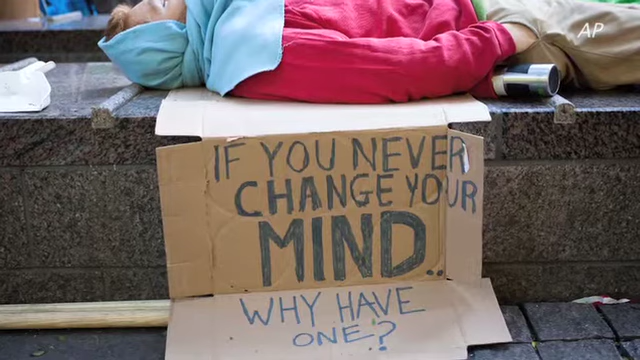 AP
IF YOU NEVER
CHANGE YOUR
MIND..
WHY HAVE
ONE?